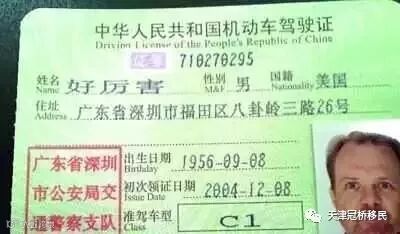 中华人民共和国机动车驾驶证
Driving License of the People's Republic of China
证号 710270295
姓名 Name 好厉害 性别 M&F 男 国籍 Nationality 美国
住址 广东省深圳市福田区八卦岭三路26号
广东省深圳
市公安局交
通警察支队
出生日期 Birthday 1956-09-08
初次领证日期 Issue Date 2004-12-08
准驾车型 Class C1
天津冠桥移民